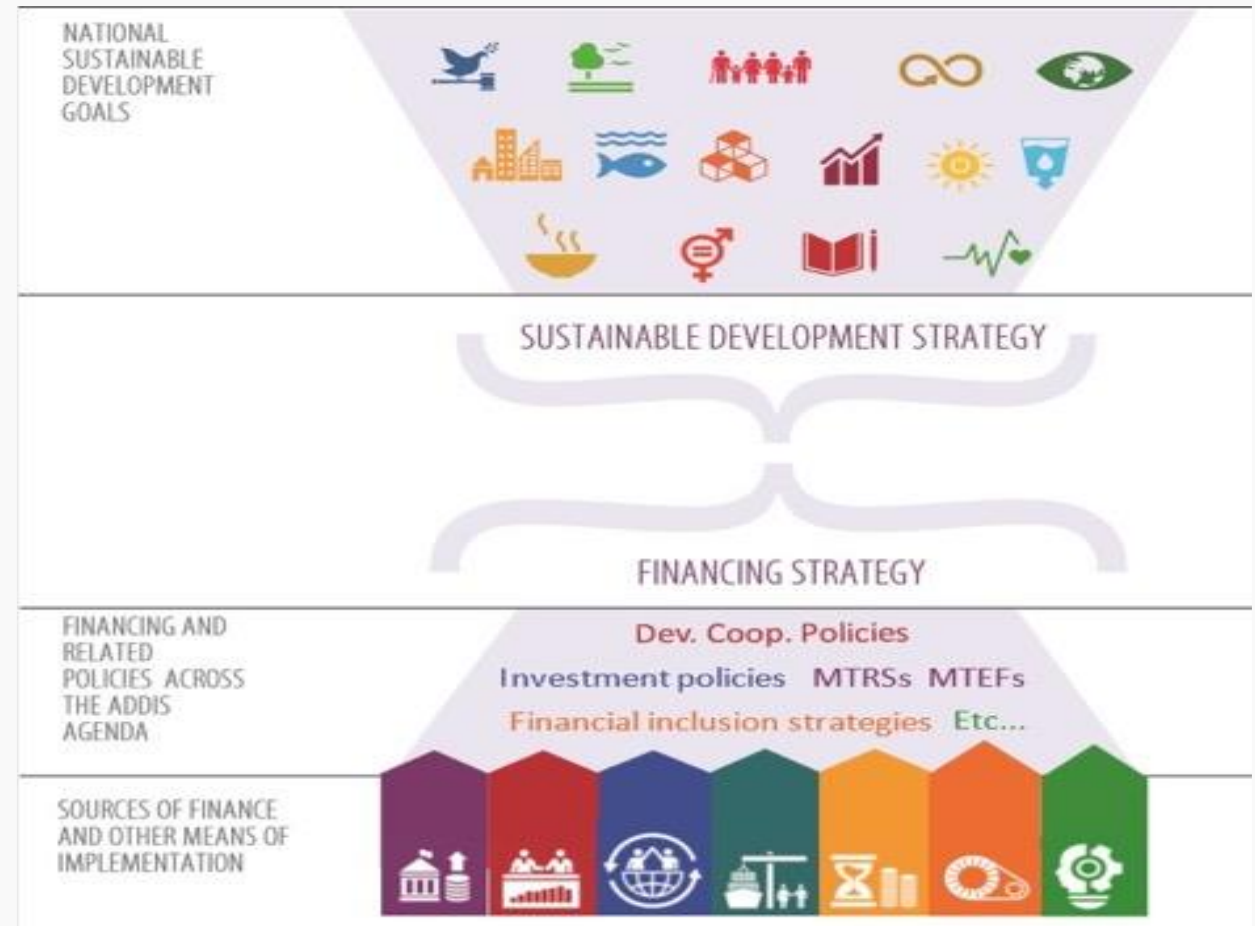 NATIONAL
SUSTAINABLE
DEVELOPMENT
GOALS
SUSTAINABLE DEVELOPMENT STRATEGY
FINANCING STRATEGY
FINANCING AND
RELATED
POLICIES ACROSS
THE ADDIS
AGENDA
Dev. Coop. Policies
Investment policies MTRSs MTEFs
Financial inclusion strategies Etc...
SOURCES OF FINANCE
AND OTHER MEANS OF
IMPLEMENTATION